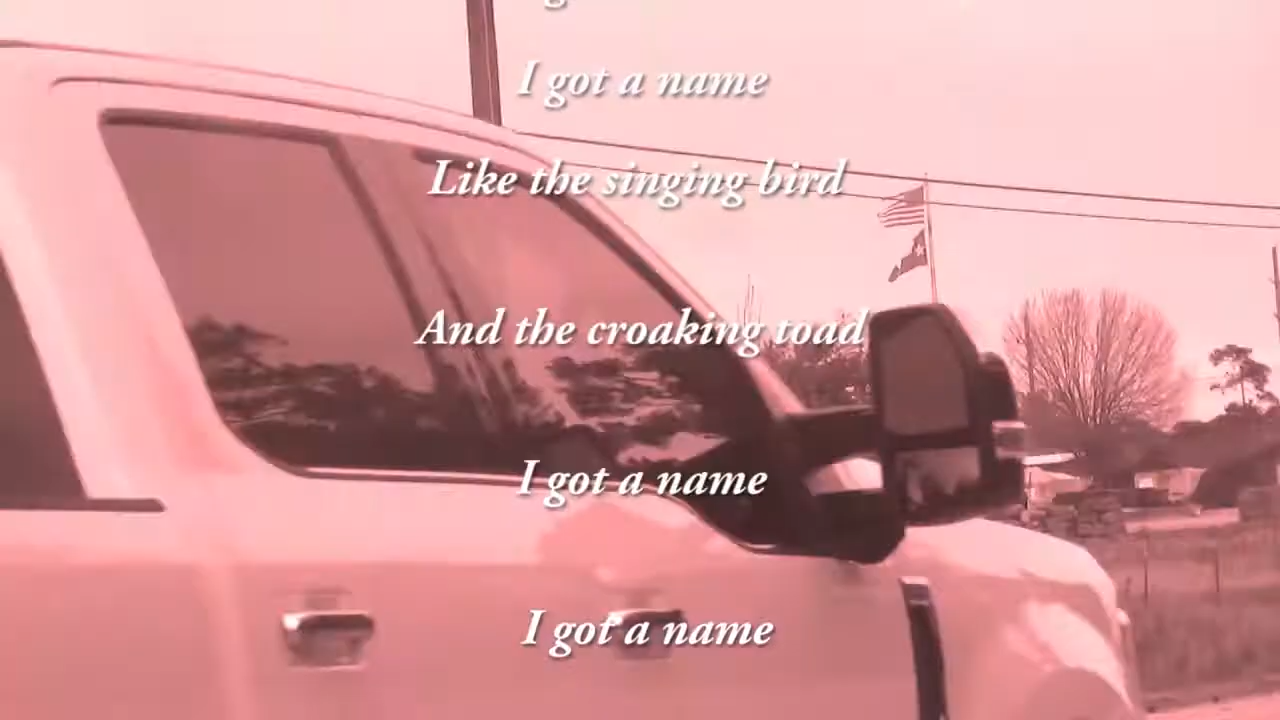 I got a name
Like the singing bird
And the croaking toad
I got a name
I got a name